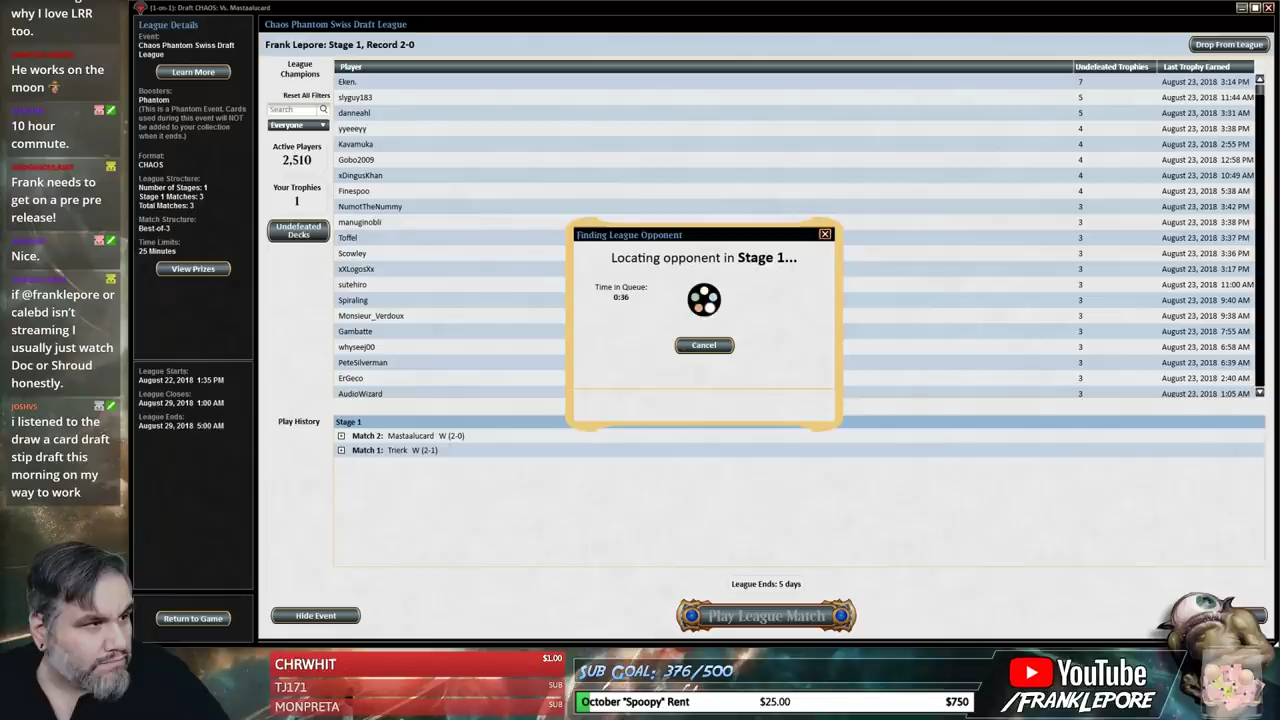 why I love LRR
too.
He works on the
moon
10 hour
commute.
Frank needs to
get on a pre pre
release!
Nice.
if @franklepore or
calebd isn't
streaming I
usually just watch
Doc or Shroud
honestly.
JOSHVS
i listened to the
draw a card draft
stip draft this
morning on my
way to work
(1-on-1): Draft CHAOS: Vs. Mastaalucard
League Details
Event:
Chaos Phantom Swiss Draft
League
Learn More
Boosters:
Phantom
(This is a Phantom Event. Cards
used during this event will NOT
be added to your collection
when it ends.)
Format:
CHAOS
League Structure:
Number of Stages: 1
Stage 1 Matches: 3
Total Matches: 3
Match Structure:
Best-of-3
Time Limits:
25 Minutes
View Prizes
League Starts:
August 22, 2018 1:35 PM
League Closes:
August 29, 2018 1:00 AM
League Ends:
August 29, 2018 5:00 AM
Return to Game
Chaos Phantom Swiss Draft League
Frank Lepore: Stage 1, Record 2-0
Drop From League
League
Champions
Reset All Filters
Search
Everyone
Active Players
2,510
Your Trophies
1
Undefeated
Decks
Player Undefeated Trophies Last Trophy Earned
Eken. 7 August 23, 2018 3:14 PM
slyguy183 5 August 23, 2018 11:44 AM
danneahl 5 August 23, 2018 3:31 AM
yyeeeyy 4 August 23, 2018 3:38 PM
Kavamuka 4 August 23, 2018 2:55 PM
Gobo2009 4 August 23, 2018 12:58 PM
xDingusKhan 4 August 23, 2018 10:49 AM
Finespoo 4 August 23, 2018 5:38 AM
NumotTheNummy 3 August 23, 2018 3:42 PM
manuginobli 3 August 23, 2018 3:38 PM
Toffel 3 August 23, 2018 3:37 PM
Scowley 3 August 23, 2018 3:36 PM
xXLogosXx 3 August 23, 2018 3:17 PM
sutehiro 3 August 23, 2018 11:00 AM
Spiraling 3 August 23, 2018 9:40 AM
Monsieur_Verdoux 3 August 23, 2018 9:38 AM
Gambatte 3 August 23, 2018 7:55 AM
whyseej00 3 August 23, 2018 6:58 AM
PeteSilverman 3 August 23, 2018 6:39 AM
ErGeco 3 August 23, 2018 2:40 AM
AudioWizard 3 August 23, 2018 1:05 AM
Finding League Opponent
Locating opponent in Stage 1...
Time in Queue:
0:36
Cancel
Play History
Stage 1
Match 2: Mastaalucard W (2-0)
Match 1: Trierk W (2-1)
League Ends: 5 days
Hide Event
Play League Match
CHRWHIT $1.00
TJ171 SUB
MONPRETA SUB
SUB GOAL: 376/500
October "Spoopy" Rent $25.00 $750
YouTube
/FRANKLEPORE